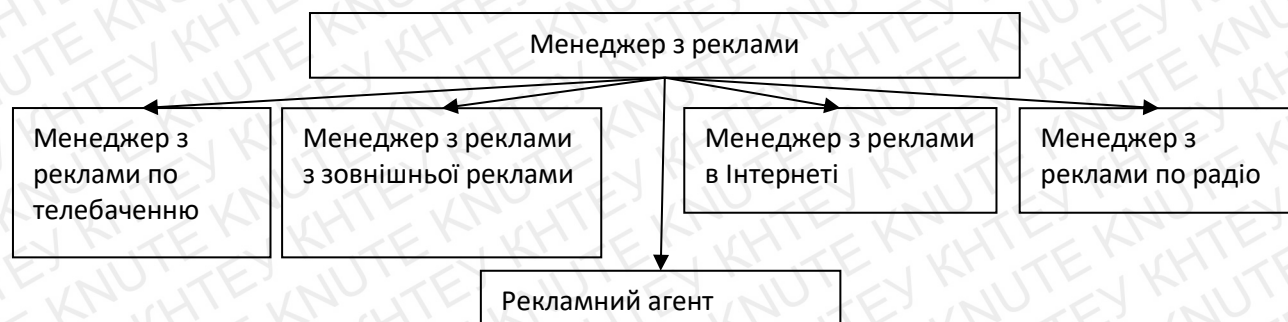 Менеджер з реклами
Менеджер з
реклами по
телебаченню
Менеджер з реклами
з зовнішньої реклами
Менеджер з реклами
в Інтернеті
Менеджер з
реклами по радіо
Рекламний агент